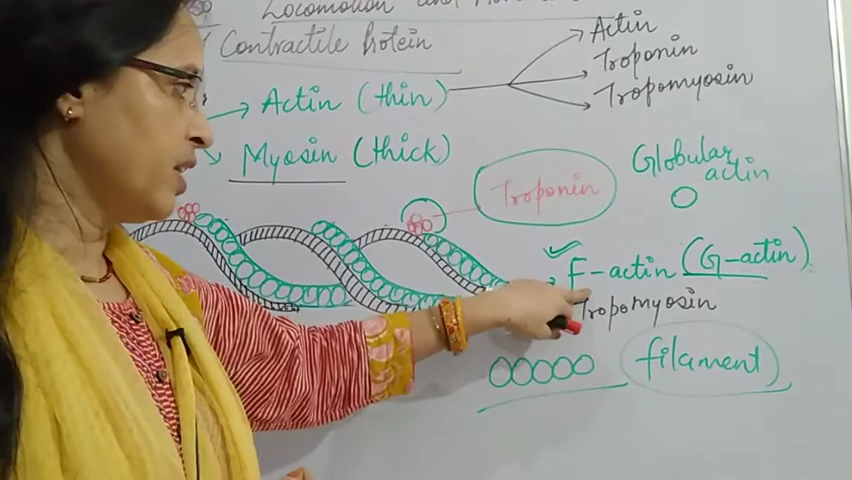 Locomotion and
Contractile Protein
Actin (thin)
Actin
Troponin
Tropomyosin
Myosin (thick)
Globular
actin
Troponin
F-actin (G-actin)
Tropomyosin
filament